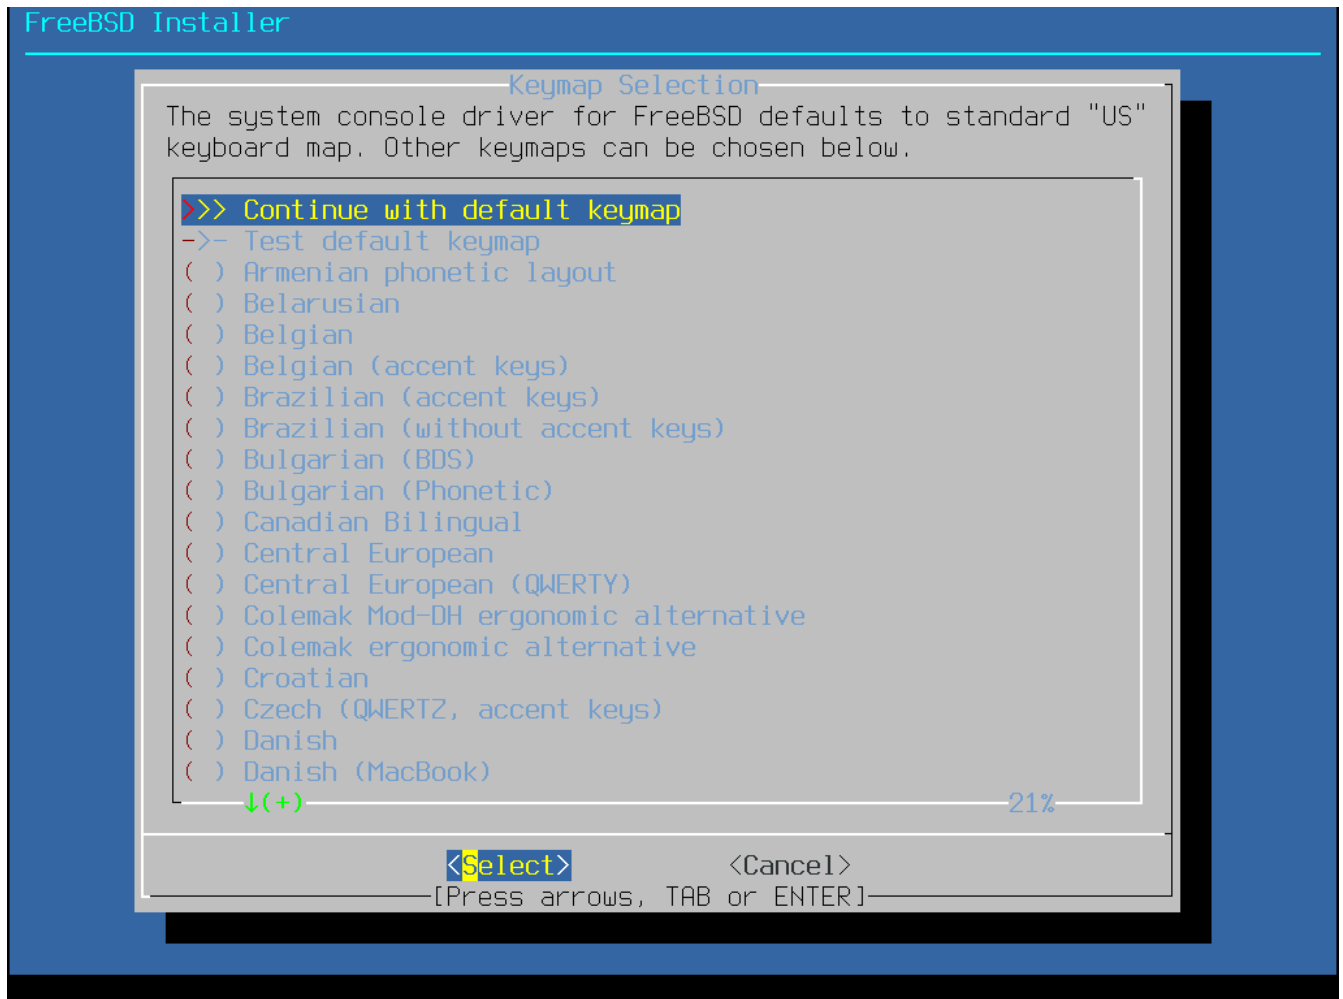 FreeBSD Installer
Keymap Selection
The system console driver for FreeBSD defaults to standard "US"
keyboard map. Other keymaps can be chosen below.
>>> Continue with default keymap
->- Test default keymap
( ) Armenian phonetic layout
( ) Belarusian
( ) Belgian
( ) Belgian (accent keys)
( ) Brazilian (accent keys)
( ) Brazilian (without accent keys)
( ) Bulgarian (BDS)
( ) Bulgarian (Phonetic)
( ) Canadian Bilingual
( ) Central European
( ) Central European (QWERTY)
( ) Colemak Mod-DH ergonomic alternative
( ) Colemak ergonomic alternative
( ) Croatian
( ) Czech (QWERTZ, accent keys)
( ) Danish
( ) Danish (MacBook)
↓(+) 21%
<Select> <Cancel>
[Press arrows, TAB or ENTER]